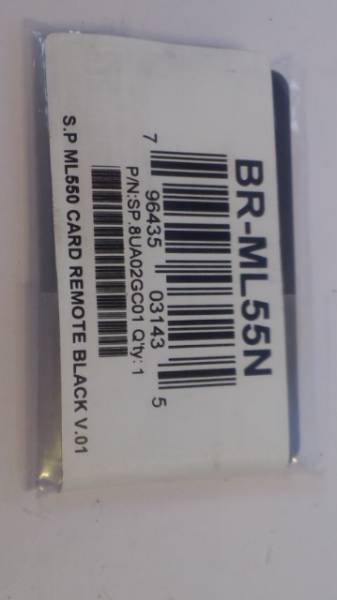 BR-ML55N
7 96435 03143 5
P/N:SP.8UA02GC01 Q'ty: 1
S.P ML550 CARD REMOTE BLACK V.01